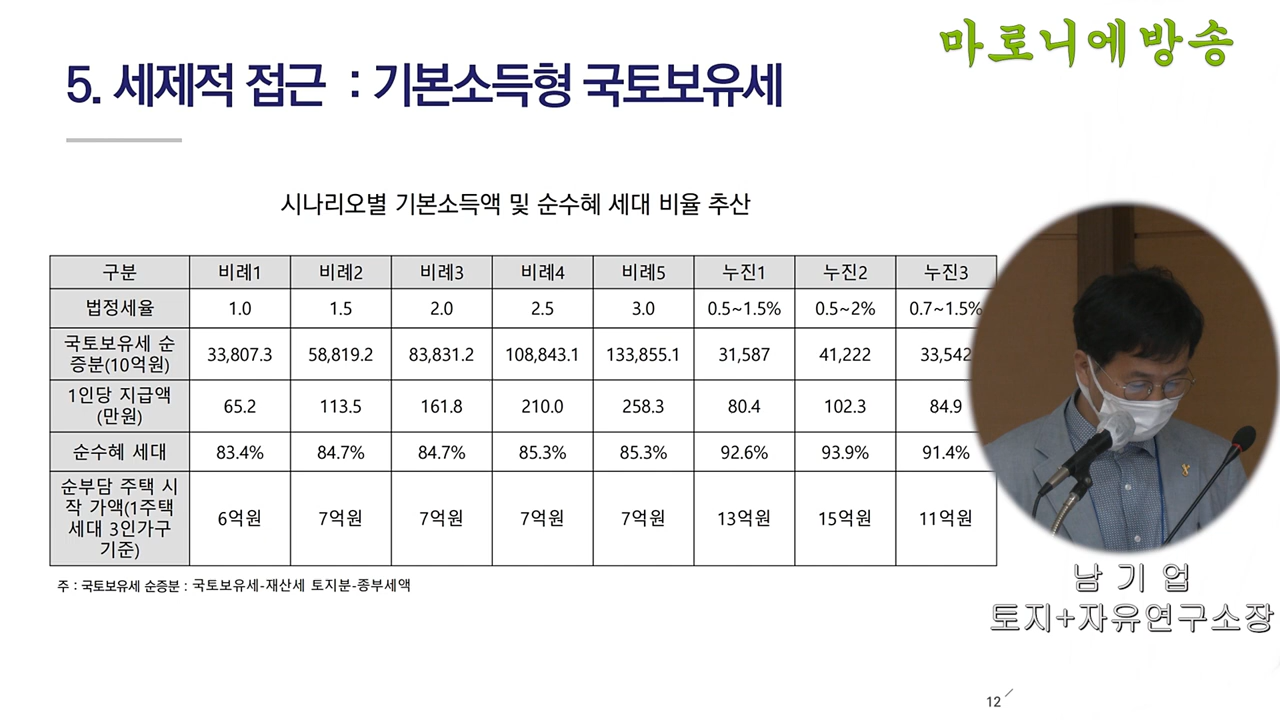 마로니에방송
5. 세제적 접근 : 기본소득형 국토보유세
시나리오별 기본소득액 및 순수혜 세대 비율 추산
구분 비례1 비례2 비례3 비례4 비례5 누진1 누진2 누진3
법정세율 1.0 1.5 2.0 2.5 3.0 0.5~1.5% 0.5~2% 0.7~1.5%
국토보유세 순
증분(10억원) 33,807.3 58,819.2 83,831.2 108,843.1 133,855.1 31,587 41,222 33,542
1인당 지급액
(만원) 65.2 113.5 161.8 210.0 258.3 80.4 102.3 84.9
순수혜 세대 83.4% 84.7% 84.7% 85.3% 85.3% 92.6% 93.9% 91.4%
순부담 주택 시
작 가액(1주택
세대 3인가구
기준) 6억원 7억원 7억원 7억원 7억원 13억원 15억원 11억원
주 : 국토보유세 순증분 : 국토보유세-재산세 토지분-종부세액
남 기 업
토지+자유연구소장
12